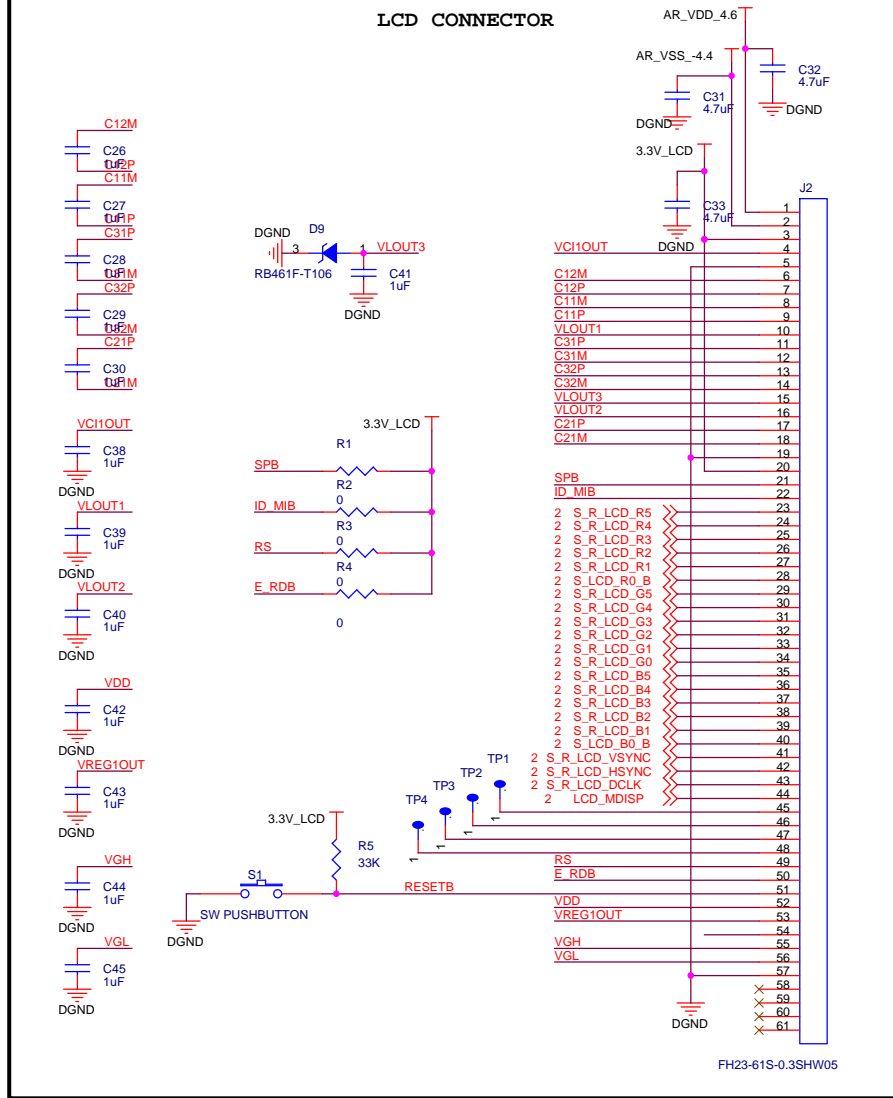 LCD CONNECTOR
AR_VDD_4.6
AR_VSS_-4.4
C32
4.7uF
DGND
C31
4.7uF
DGND
3.3V_LCD
C33
4.7uF
DGND
C12M
C26
1uF
C12P
C11M
C27
1uF
C11P
C31P
C28
1uF
C31M
C32P
C29
1uF
C32M
C21P
C30
1uF
C21M
VCI1OUT
C38
1uF
DGND
VLOUT1
C39
1uF
DGND
VLOUT2
C40
1uF
DGND
VDD
C42
1uF
DGND
VREG1OUT
C43
1uF
DGND
VGH
C44
1uF
DGND
VGL
C45
1uF
DGND
DGND
D9
3
1
VLOUT3
RB461F-T106
C41
1uF
DGND
3.3V_LCD
R1
SPB
R2
0
ID_MIB
R3
0
RS
R4
0
E_RDB
0
3.3V_LCD
R5
33K
S1
RESETB
SW PUSHBUTTON
DGND
TP1
TP2
TP3
TP4
1
1
1
1
J2
1
2
3
VCI1OUT 4
5
C12M 6
C12P 7
C11M 8
C11P 9
VLOUT1 10
C31P 11
C31M 12
C32P 13
C32M 14
VLOUT3 15
VLOUT2 16
C21P 17
C21M 18
19
20
SPB 21
ID_MIB 22
2 S_R_LCD_R5 23
2 S_R_LCD_R4 24
2 S_R_LCD_R3 25
2 S_R_LCD_R2 26
2 S_R_LCD_R1 27
2 S_LCD_R0_B 28
2 S_R_LCD_G5 29
2 S_R_LCD_G4 30
2 S_R_LCD_G3 31
2 S_R_LCD_G2 32
2 S_R_LCD_G1 33
2 S_R_LCD_G0 34
2 S_R_LCD_B5 35
2 S_R_LCD_B4 36
2 S_R_LCD_B3 37
2 S_R_LCD_B2 38
2 S_R_LCD_B1 39
2 S_LCD_B0_B 40
2 S_R_LCD_VSYNC 41
2 S_R_LCD_HSYNC 42
2 S_R_LCD_DCLK 43
2 LCD_MDISP 44
45
46
47
48
RS 49
E_RDB 50
51
VDD 52
VREG1OUT 53
54
VGH 55
VGL 56
57
58
59
60
61
DGND
FH23-61S-0.3SHW05